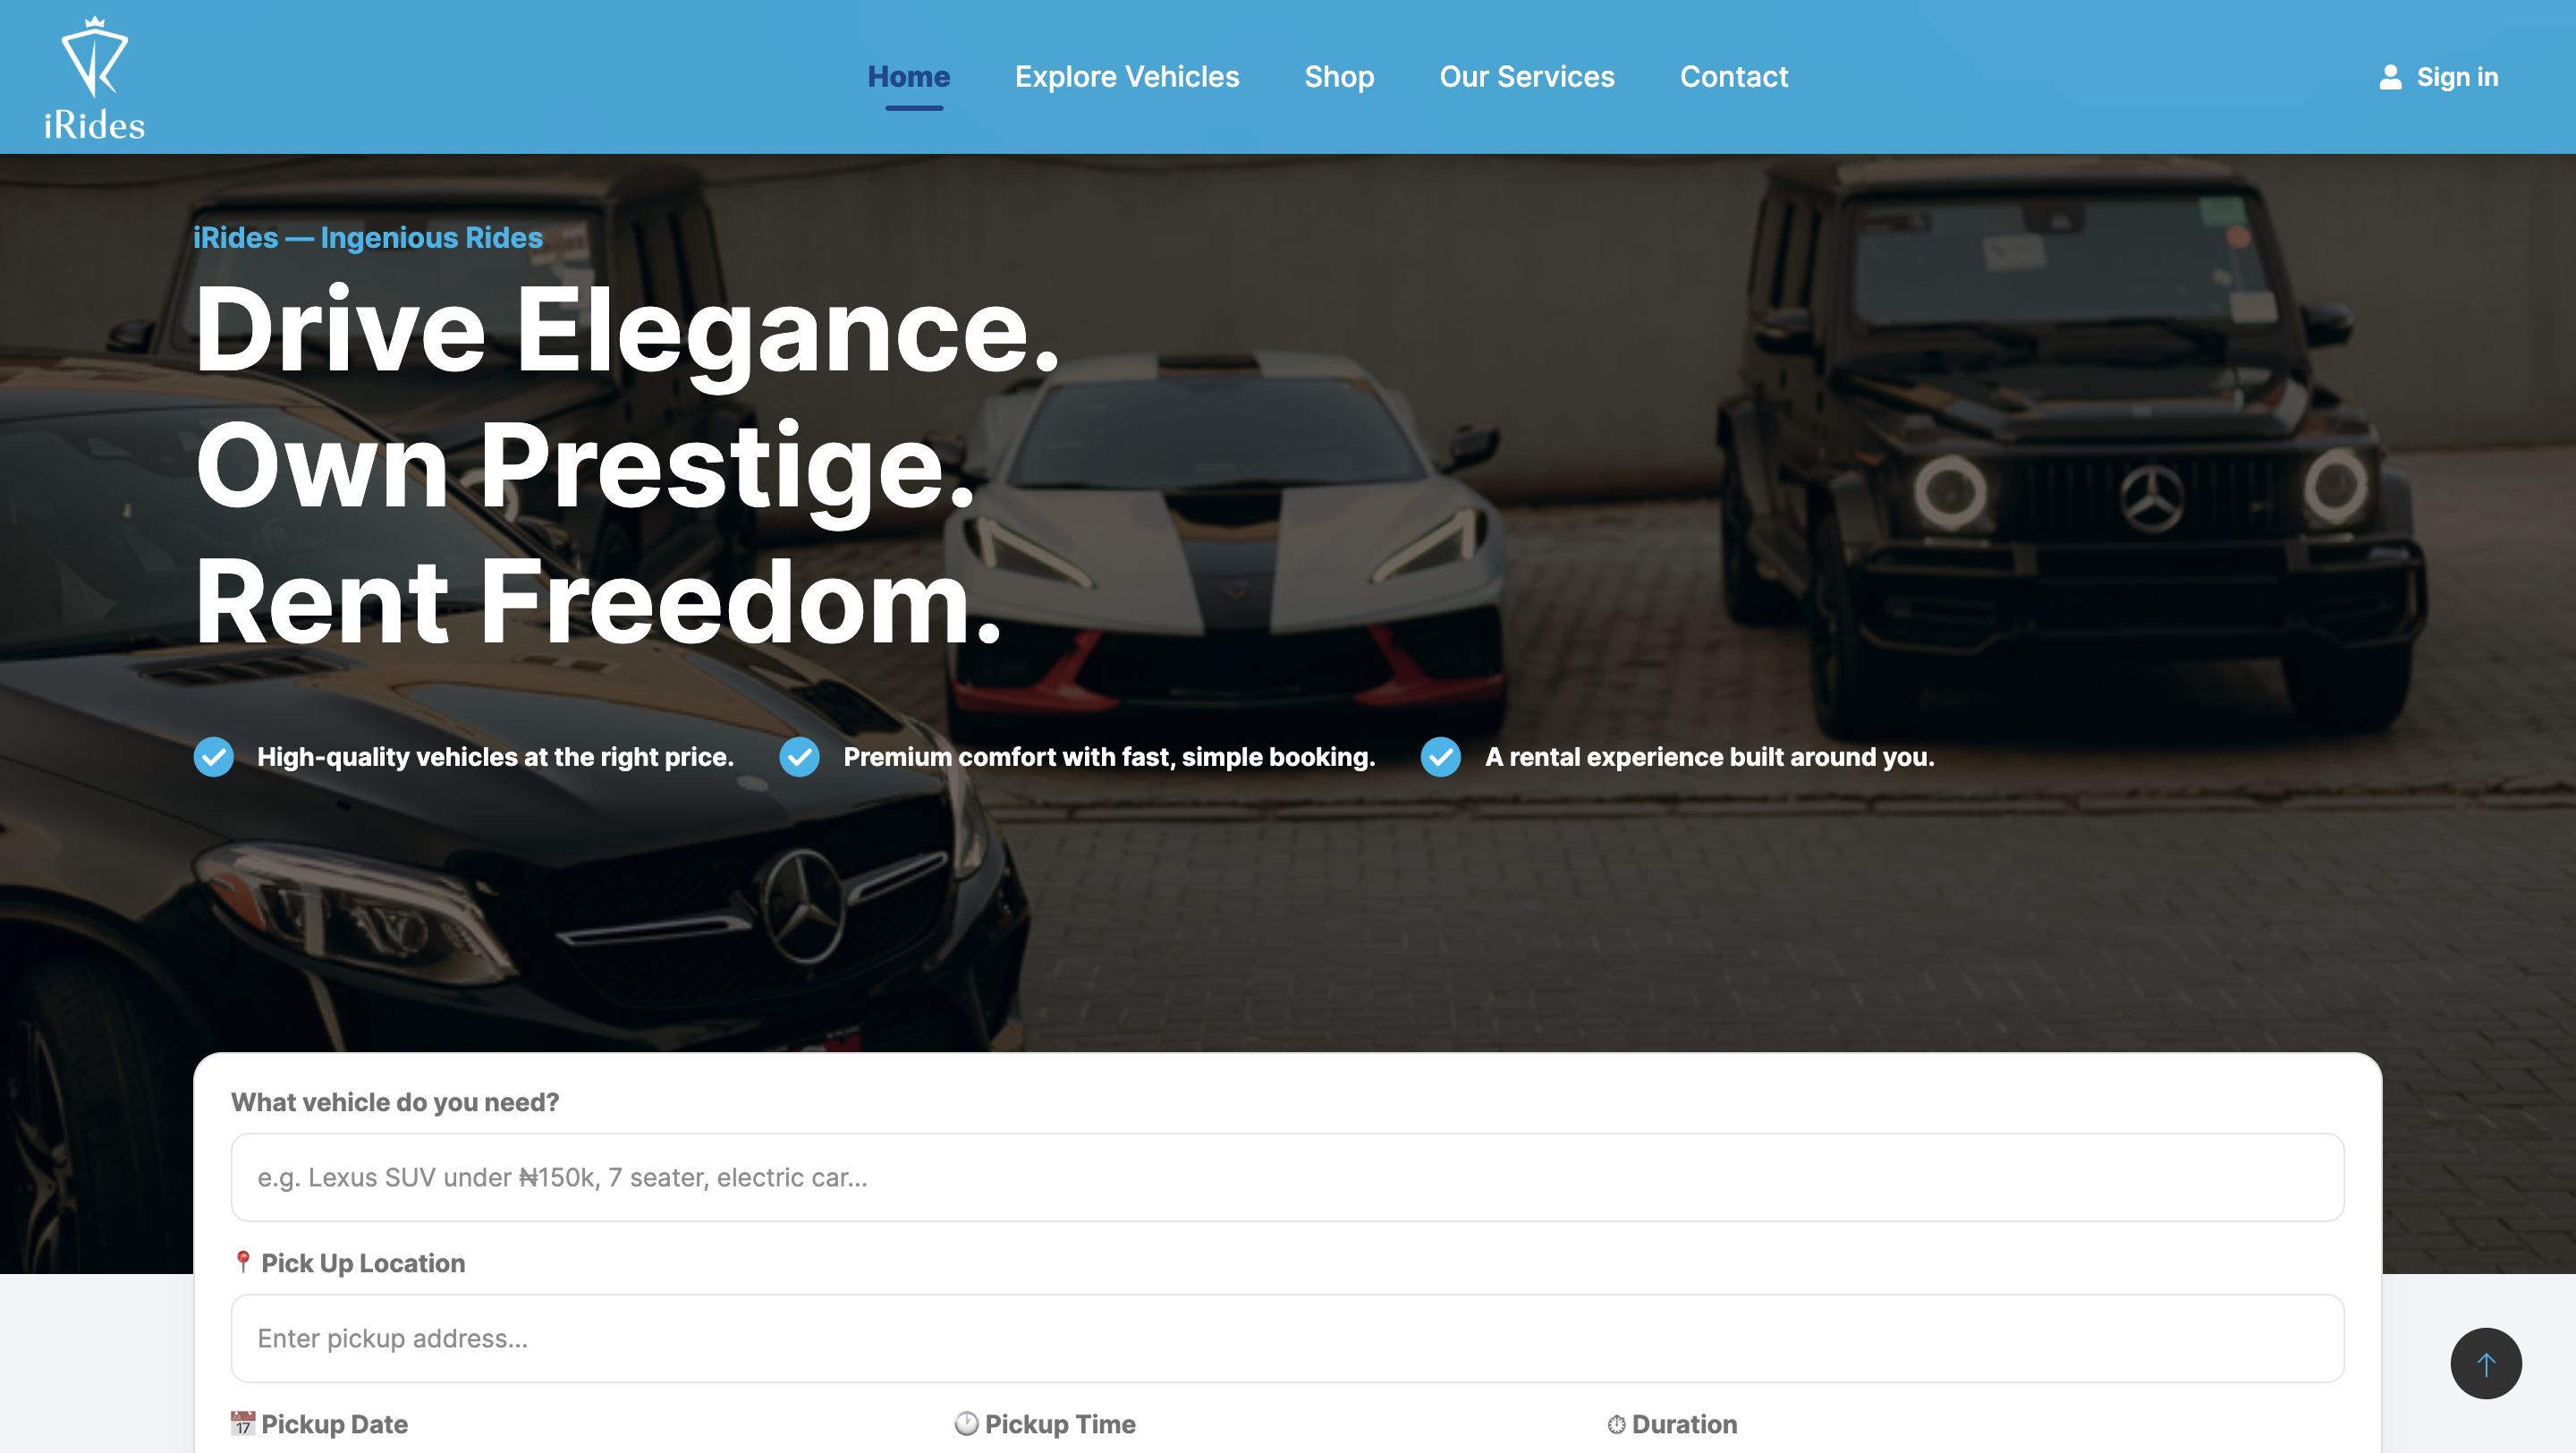 iRides
Home
Explore Vehicles
Shop
Our Services
Contact
Sign in
iRides — Ingenious Rides
Drive Elegance.
Own Prestige.
Rent Freedom.
High-quality vehicles at the right price.
Premium comfort with fast, simple booking.
A rental experience built around you.
What vehicle do you need?
e.g. Lexus SUV under ₦150k, 7 seater, electric car...
📍 Pick Up Location
Enter pickup address...
📅 Pickup Date
🕐 Pickup Time
⏱ Duration